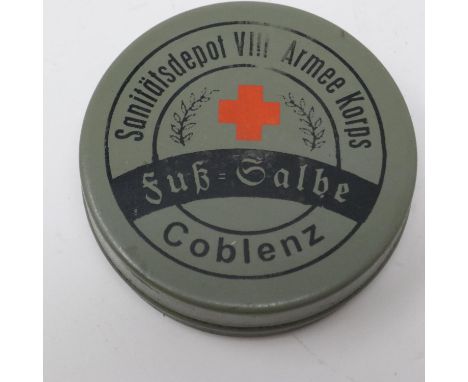 Sanitätsdepot VIII Armee Korps
Fuß=Salbe
Coblenz